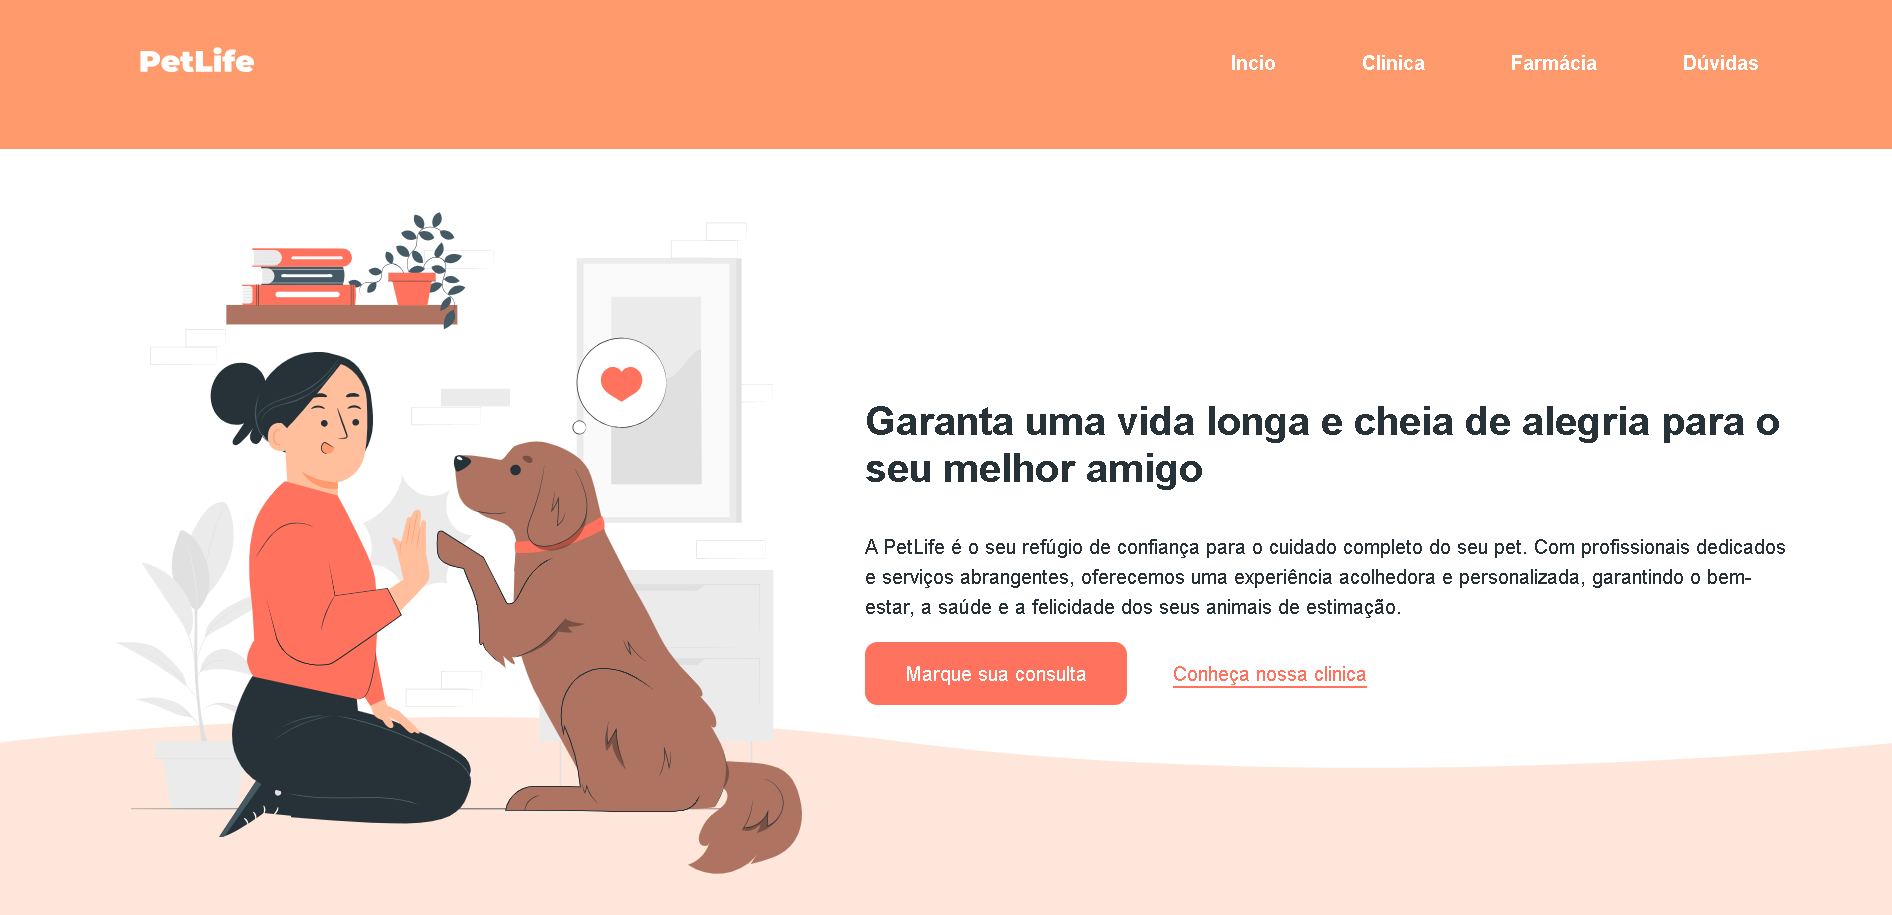 PetLife
Incio
Clinica
Farmácia
Dúvidas
Garanta uma vida longa e cheia de alegria para o
seu melhor amigo
A PetLife é o seu refúgio de confiança para o cuidado completo do seu pet. Com profissionais dedicados
e serviços abrangentes, oferecemos uma experiência acolhedora e personalizada, garantindo o bem-
estar, a saúde e a felicidade dos seus animais de estimação.
Marque sua consulta
Conheça nossa clinica